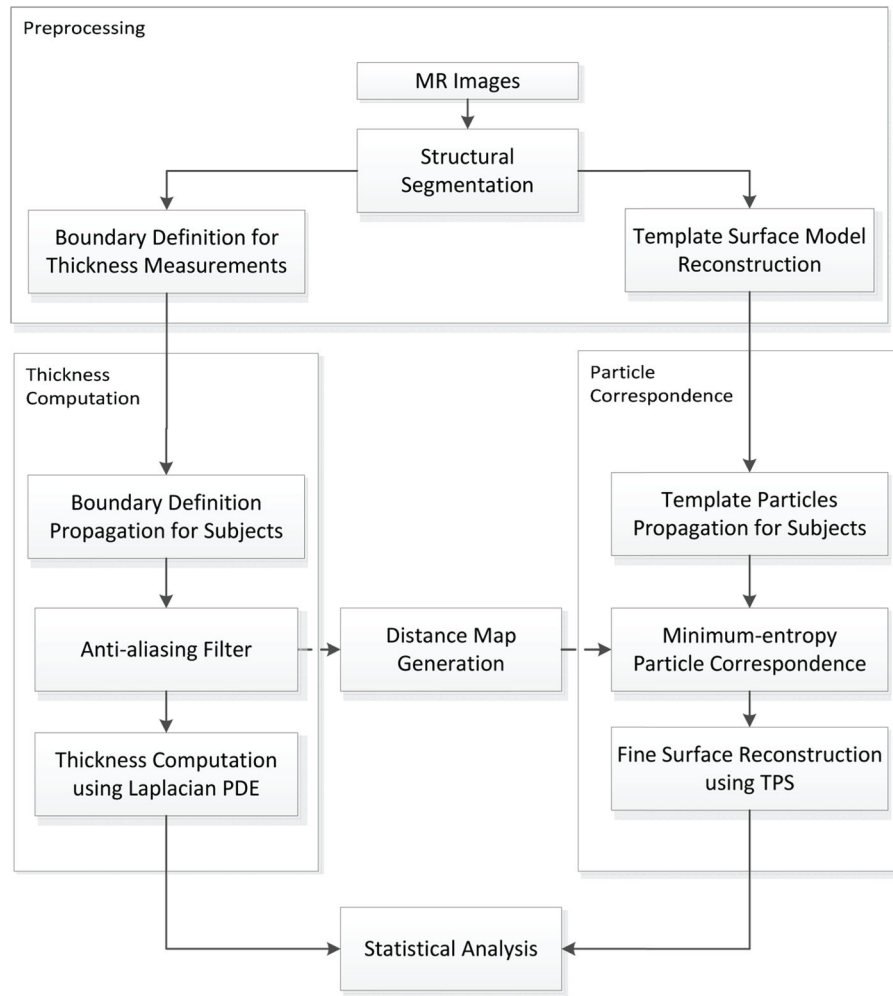 Preprocessing
MR Images
Structural
Segmentation
Boundary Definition for
Thickness Measurements
Template Surface Model
Reconstruction
Thickness
Computation
Particle
Correspondence
Boundary Definition
Propagation for Subjects
Template Particles
Propagation for Subjects
Anti-aliasing Filter
Distance Map
Generation
Minimum-entropy
Particle Correspondence
Thickness Computation
using Laplacian PDE
Fine Surface Reconstruction
using TPS
Statistical Analysis